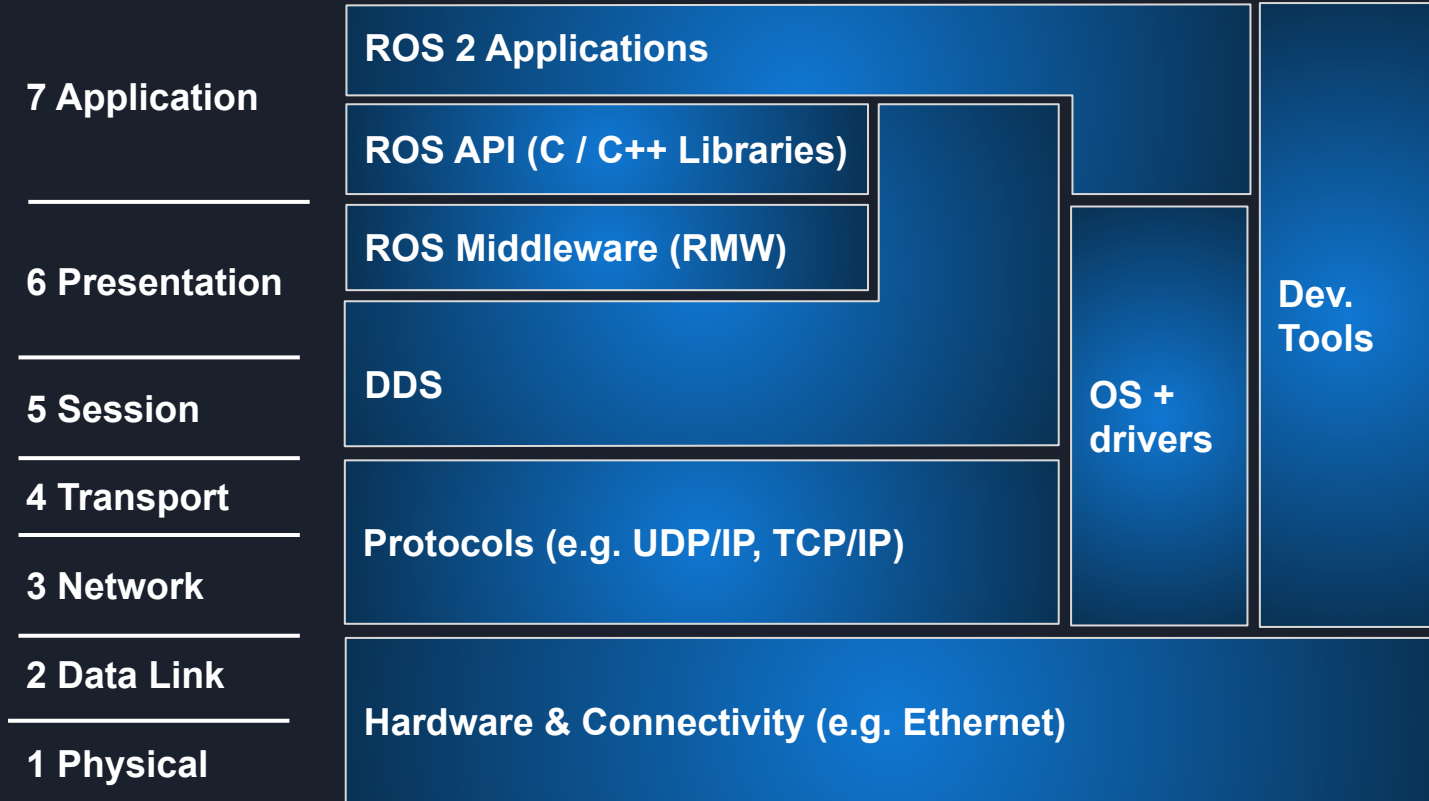 7 Application
6 Presentation
5 Session
4 Transport
3 Network
2 Data Link
1 Physical
ROS 2 Applications
ROS API (C / C++ Libraries)
ROS Middleware (RMW)
DDS
Protocols (e.g. UDP/IP, TCP/IP)
Hardware & Connectivity (e.g. Ethernet)
OS +
drivers
Dev.
Tools